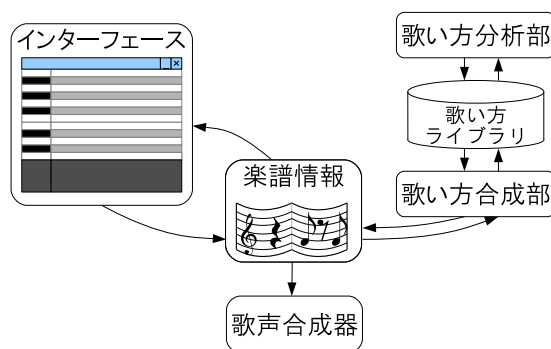 インターフェース
歌い方分析部
歌い方
ライブラリ
歌い方合成部
楽譜情報
歌声合成器